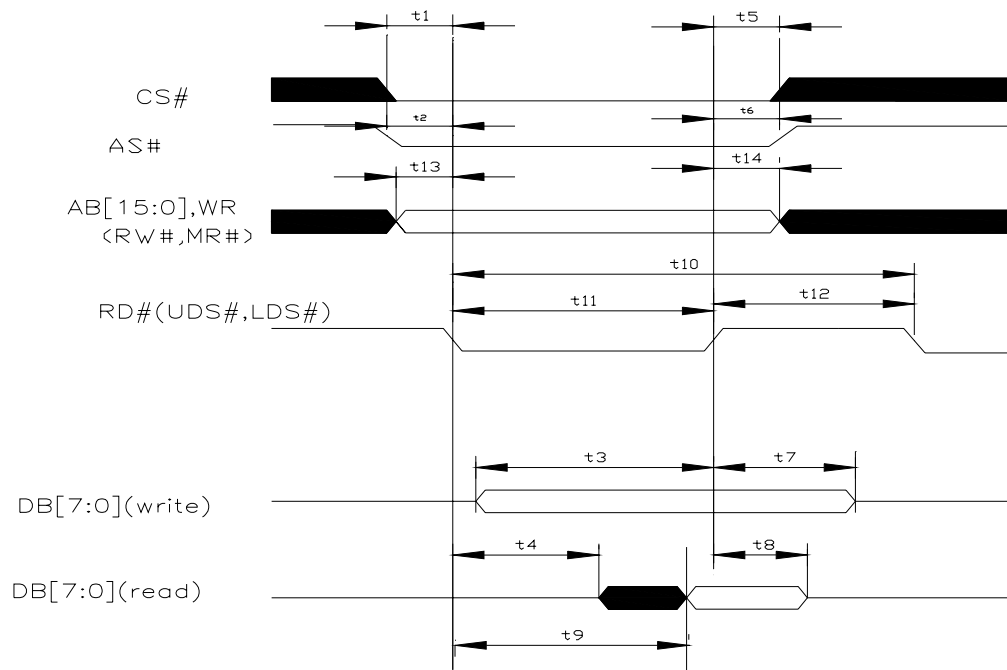 t1
t5
CS#
t2
t6
AS#
t13
t14
AB[15:0],WR
(RW#,MR#)
t10
t11
t12
RD#(UDS#,LDS#)
t3
t7
DB[7:0](write)
t4
t8
DB[7:0](read)
t9